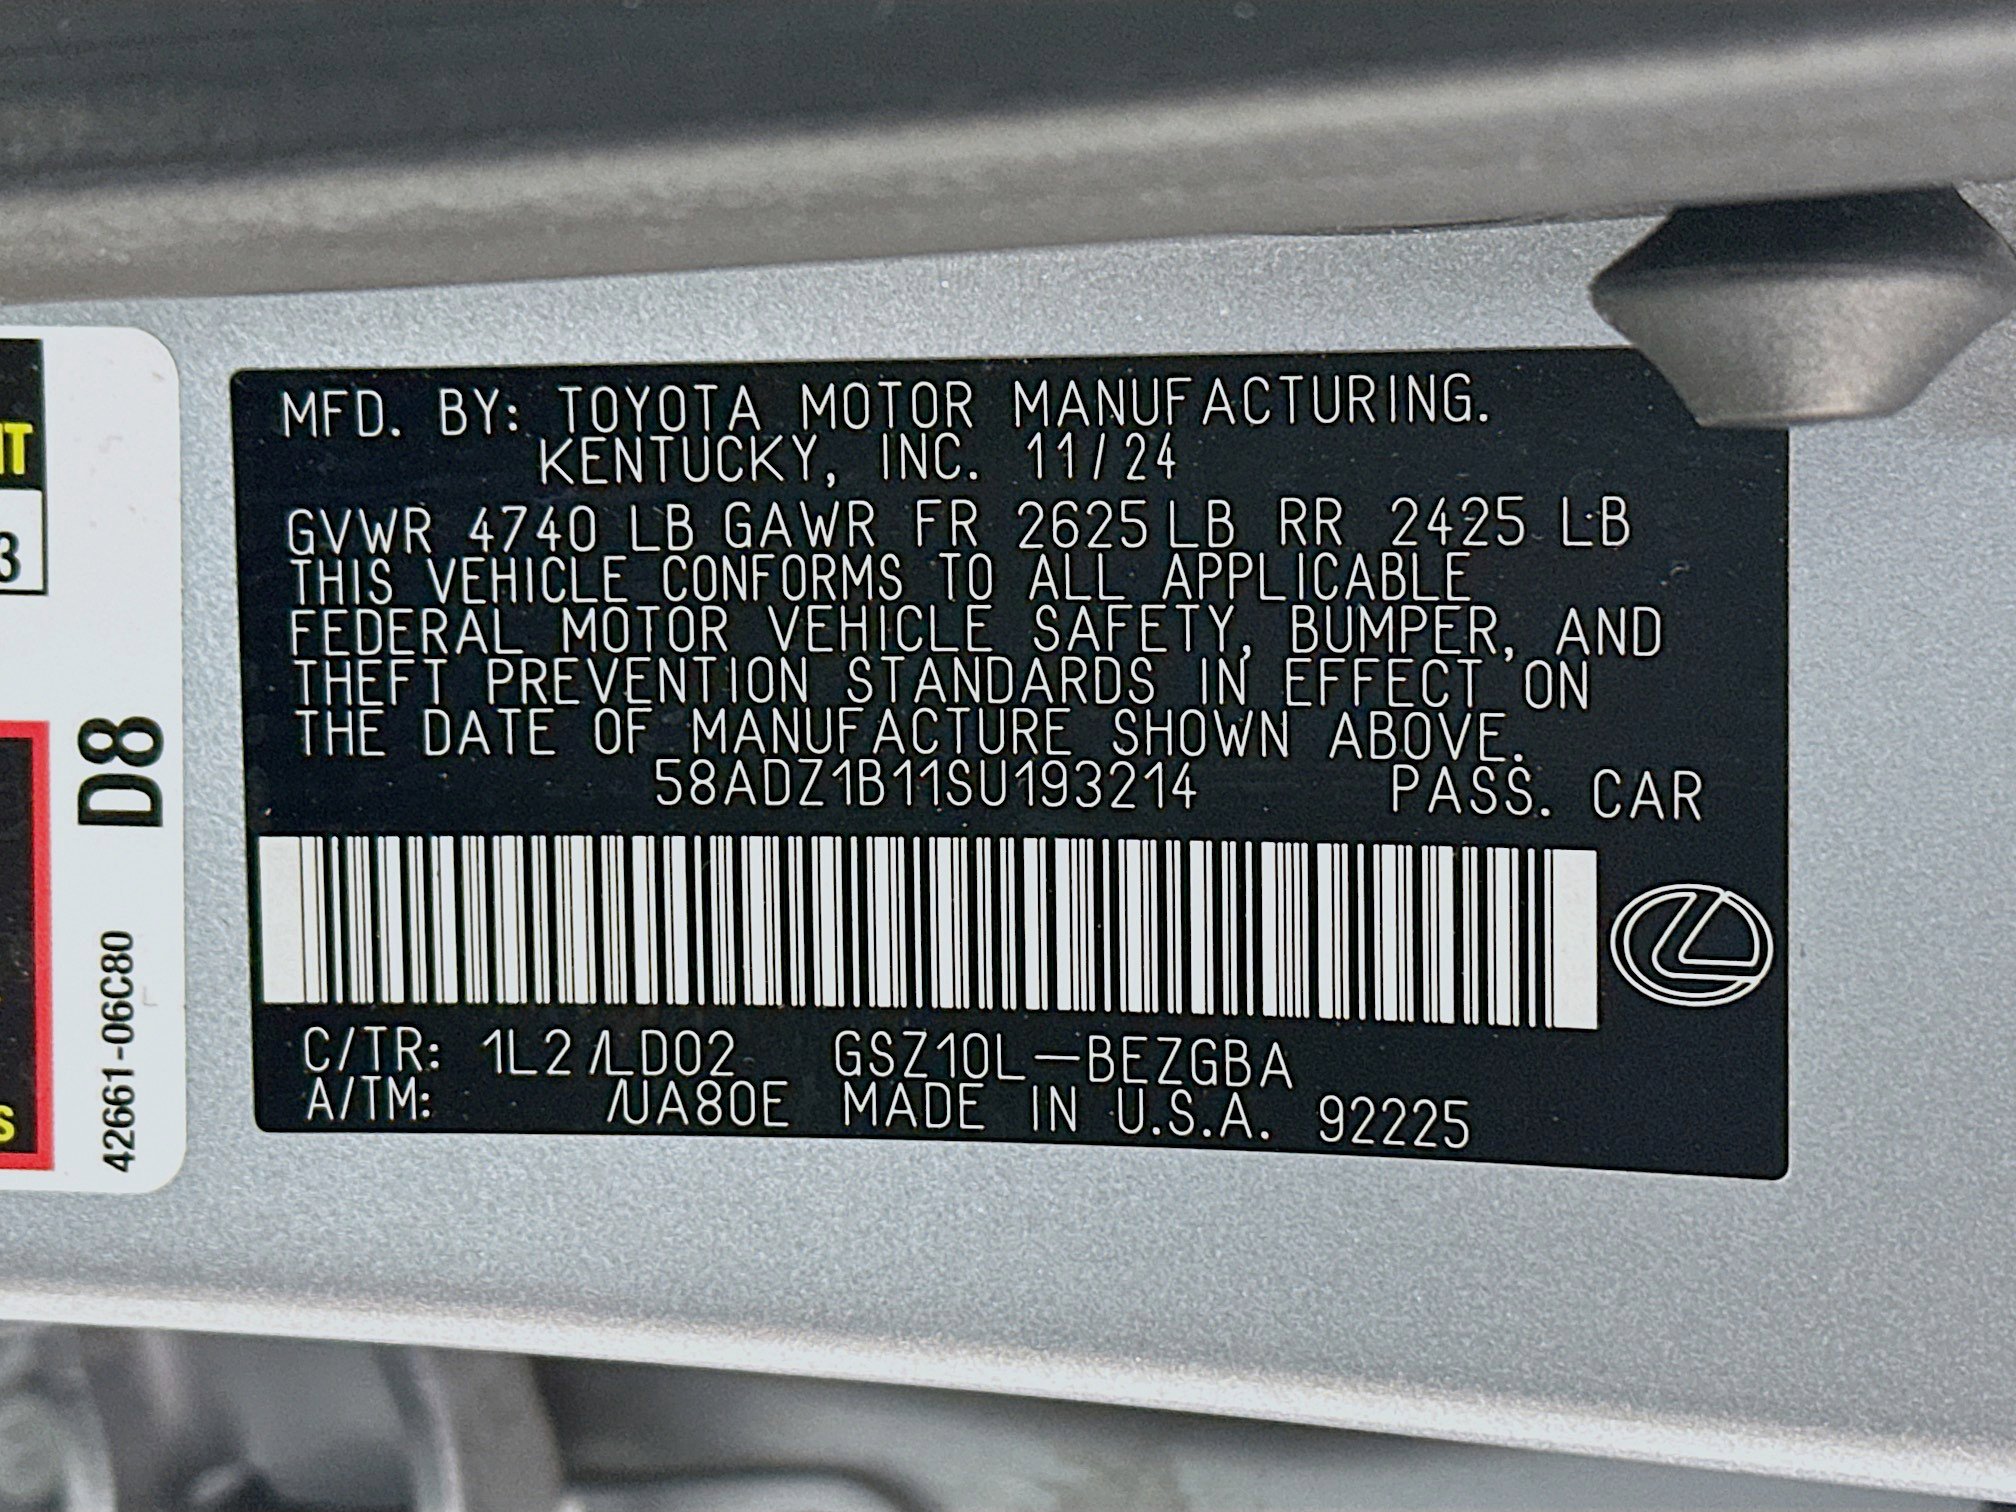 MFD. BY: TOYOTA MOTOR MANUFACTURING.
KENTUCKY, INC. 11/24
GVWR 4740 LB GAWR FR 2625 LB RR 2425 LB
THIS VEHICLE CONFORMS TO ALL APPLICABLE
FEDERAL MOTOR VEHICLE SAFETY, BUMPER, AND
THEFT PREVENTION STANDARDS IN EFFECT ON
THE DATE OF MANUFACTURE SHOWN ABOVE.
58ADZ1B11SU193214 PASS. CAR
C/TR: 1L2 /LD02 GSZ10L-BEZGBA
A/TM: /UA80E MADE IN U.S.A. 92225
D8
42661-06C80
3